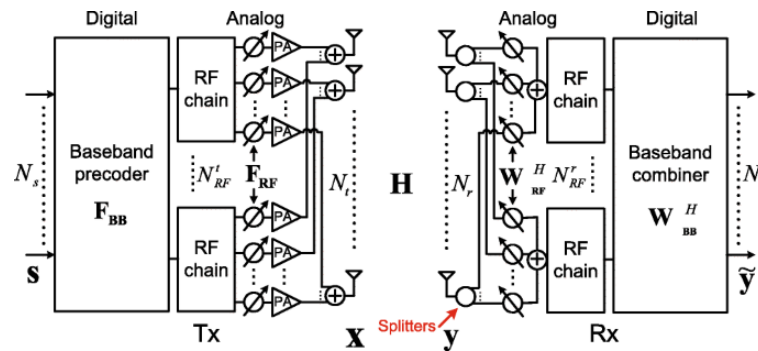 Digital
Analog
Analog
Digital
RF
chain
PA
PA
PA
RF
chain
N_s
Baseband
precoder
F_BB
N^t_RF
F_RF
N_t
H
N_r
W^H_RF
N^r_RF
Baseband
combiner
W^H_BB
N
RF
chain
PA
PA
PA
RF
chain
s
Tx
x
Splitters
y
Rx
ỹ